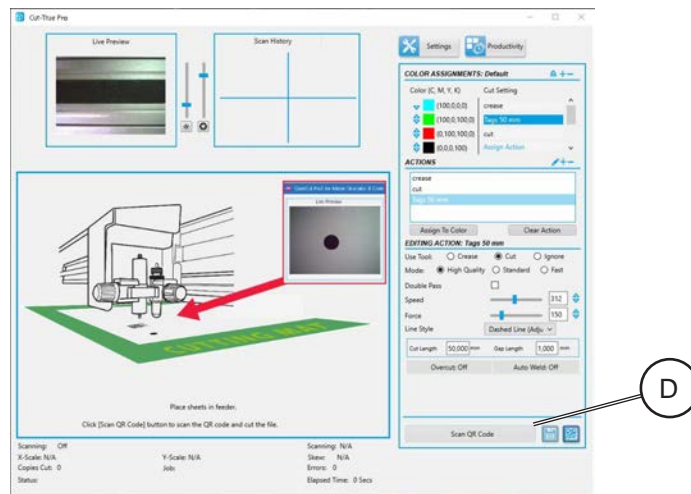 Cut-True Pro
Live Preview
Scan History
Settings
Productivity
COLOR ASSIGNMENTS: Default
Color (C, M, Y, K) Cut Setting
(100,0,0,0) crease
(100,0,100,0) Tags 50 mm
(0,100,100,0) cut
(0,0,0,100) Assign Action
ACTIONS
crease
cut
Tags 50 mm
Assign To Color Clear Action
EDITING ACTION: Tags 50 mm
Use Tool: Crease Cut Ignore
Mode: High Quality Standard Fast
Double Pass
Speed 312
Force 150
Line Style Dashed Line (Adju
Cut Length 50,000 mm Gap Length 1,000 mm
Overcut: Off Auto Weld: Off
Scan QR Code
D
Live Preview
CUTTING MAT
Place sheets in feeder.
Click [Scan QR Code] button to scan the QR code and cut the file.
Scanning: Off Scanning: N/A
X-Scale: N/A Y-Scale: N/A Skew: N/A
Copies Cut: 0 Job: Errors: 0
Status: Elapsed Time: 0 Secs